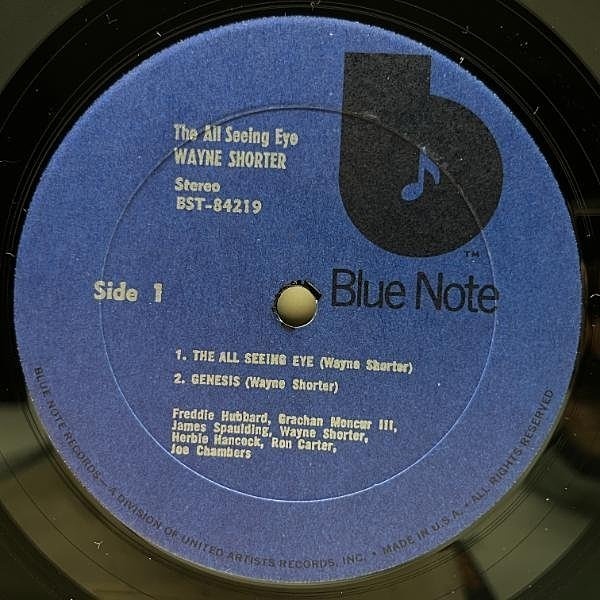 The All Seeing Eye
WAYNE SHORTER
Stereo
BST-84219
TM
Blue Note
Side 1
1. THE ALL SEEING EYE (Wayne Shorter)
2. GENESIS (Wayne Shorter)
Freddie Hubbard, Grachan Moncur III,
James Spaulding, Wayne Shorter,
Herbie Hancock, Ron Carter,
Joe Chambers
BLUE NOTE RECORDS — A DIVISION OF UNITED ARTISTS RECORDS, INC. • MADE IN U.S.A. • ALL RIGHTS RESERVED